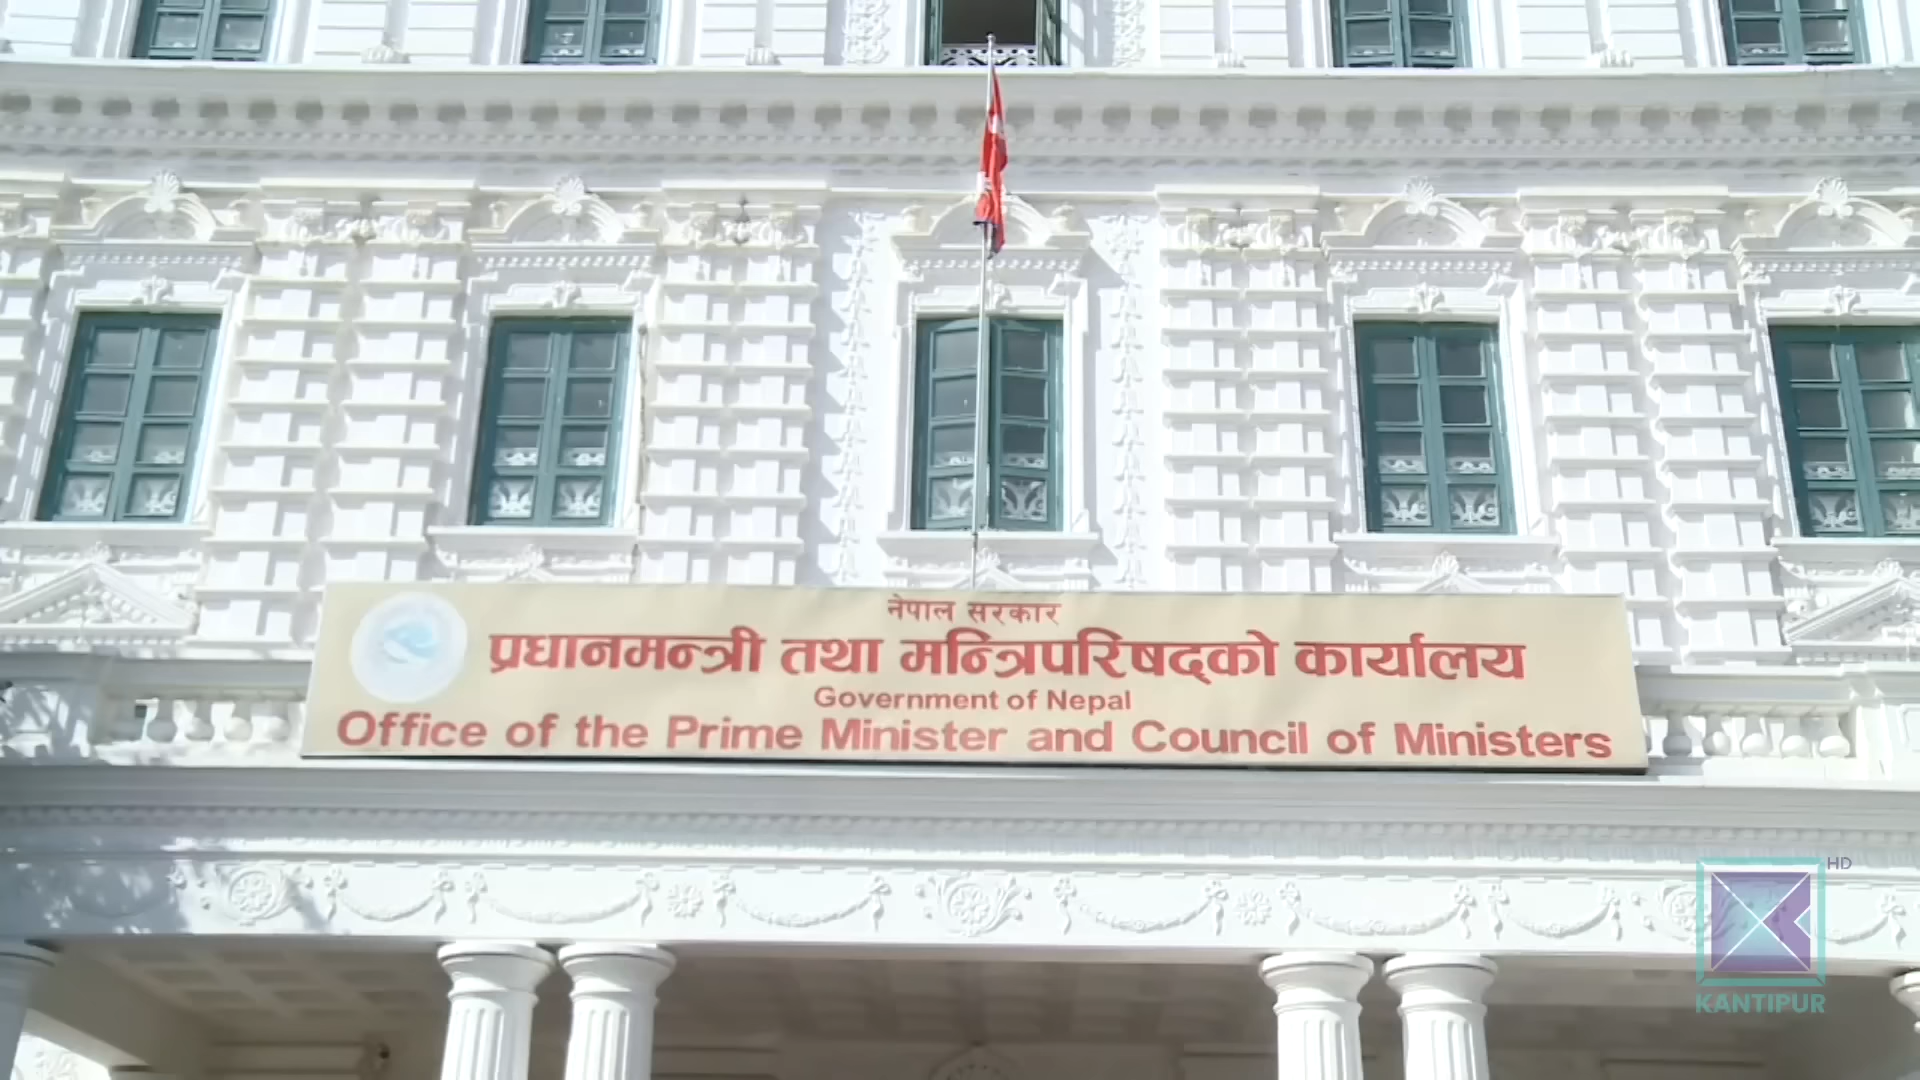 नेपाल सरकार
प्रधानमन्त्री तथा मन्त्रिपरिषद्को कार्यालय
Government of Nepal
Office of the Prime Minister and Council of Ministers
HD
KANTIPUR